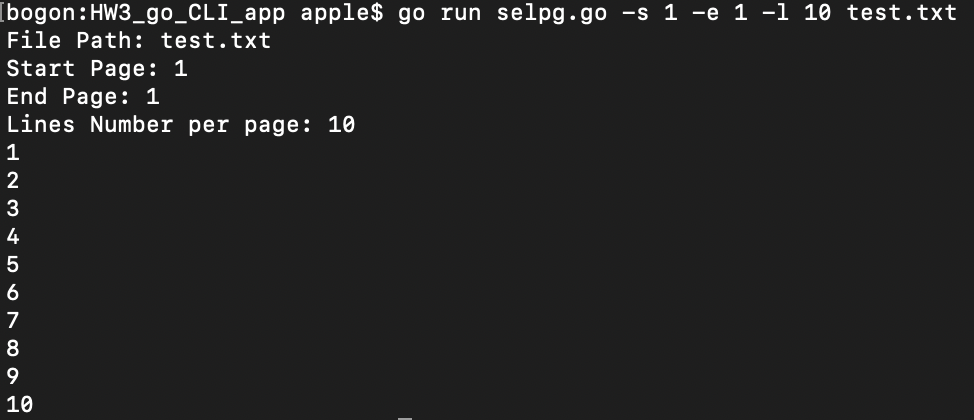 bogon:HW3_go_CLI_app apple$ go run selpg.go -s 1 -e 1 -l 10 test.txt
File Path: test.txt
Start Page: 1
End Page: 1
Lines Number per page: 10
1
2
3
4
5
6
7
8
9
10